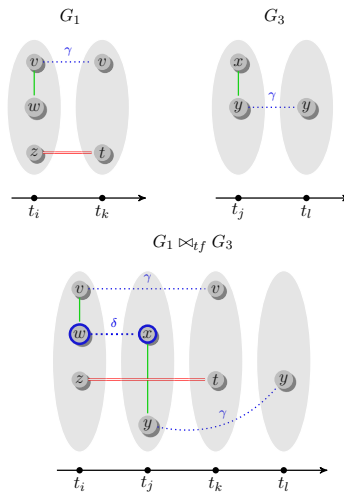 G₁
G₃
v γ v
w
z t
tᵢ tₖ
x
y γ y
tⱼ tₗ
G₁ ⋈ₜf G₃
v γ v
w δ x
z t y
y γ
tᵢ tⱼ tₖ tₗ